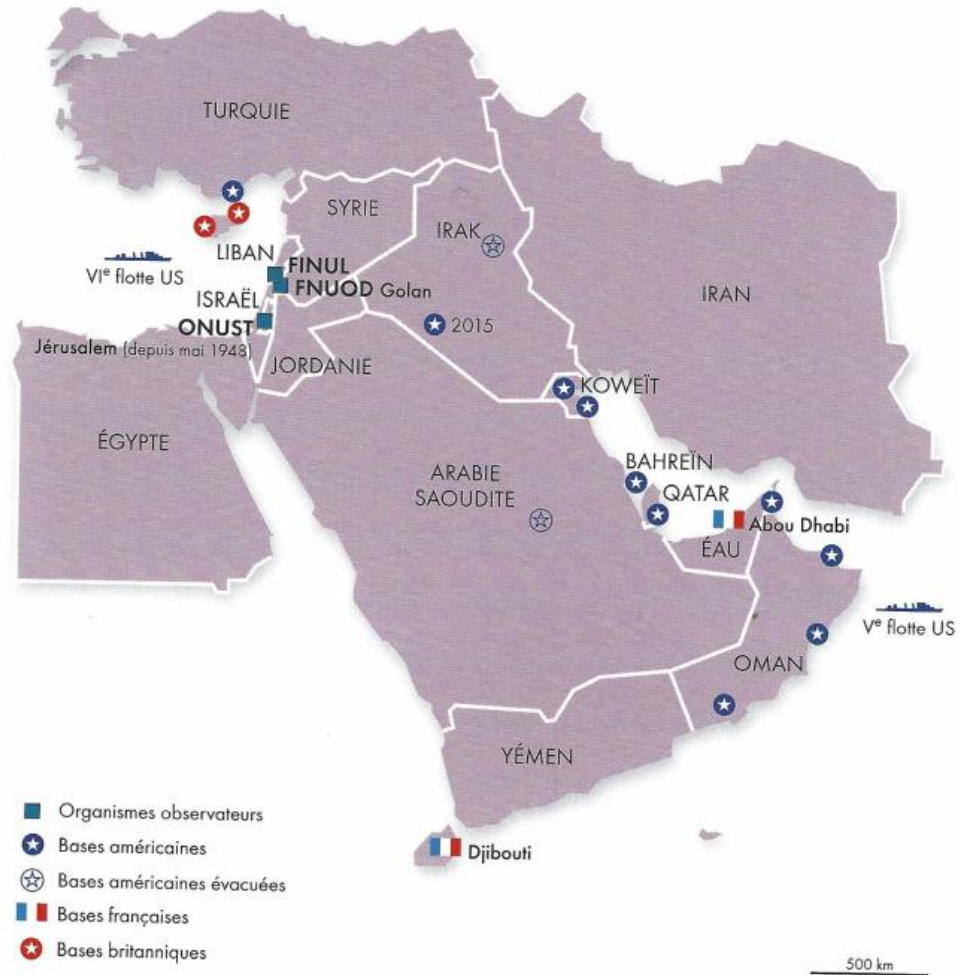 TURQUIE
SYRIE
IRAK
IRAN
LIBAN
FINUL
VIᵉ flotte US
FNUOD Golan
ISRAËL
ONUST
2015
Jérusalem (depuis mai 1948)
JORDANIE
KOWEÏT
ÉGYPTE
ARABIE
SAOUDITE
BAHREÏN
QATAR
Abou Dhabi
ÉAU
Vᵉ flotte US
OMAN
YÉMEN
Djibouti
Organismes observateurs
Bases américaines
Bases américaines évacuées
Bases françaises
Bases britanniques
500 km